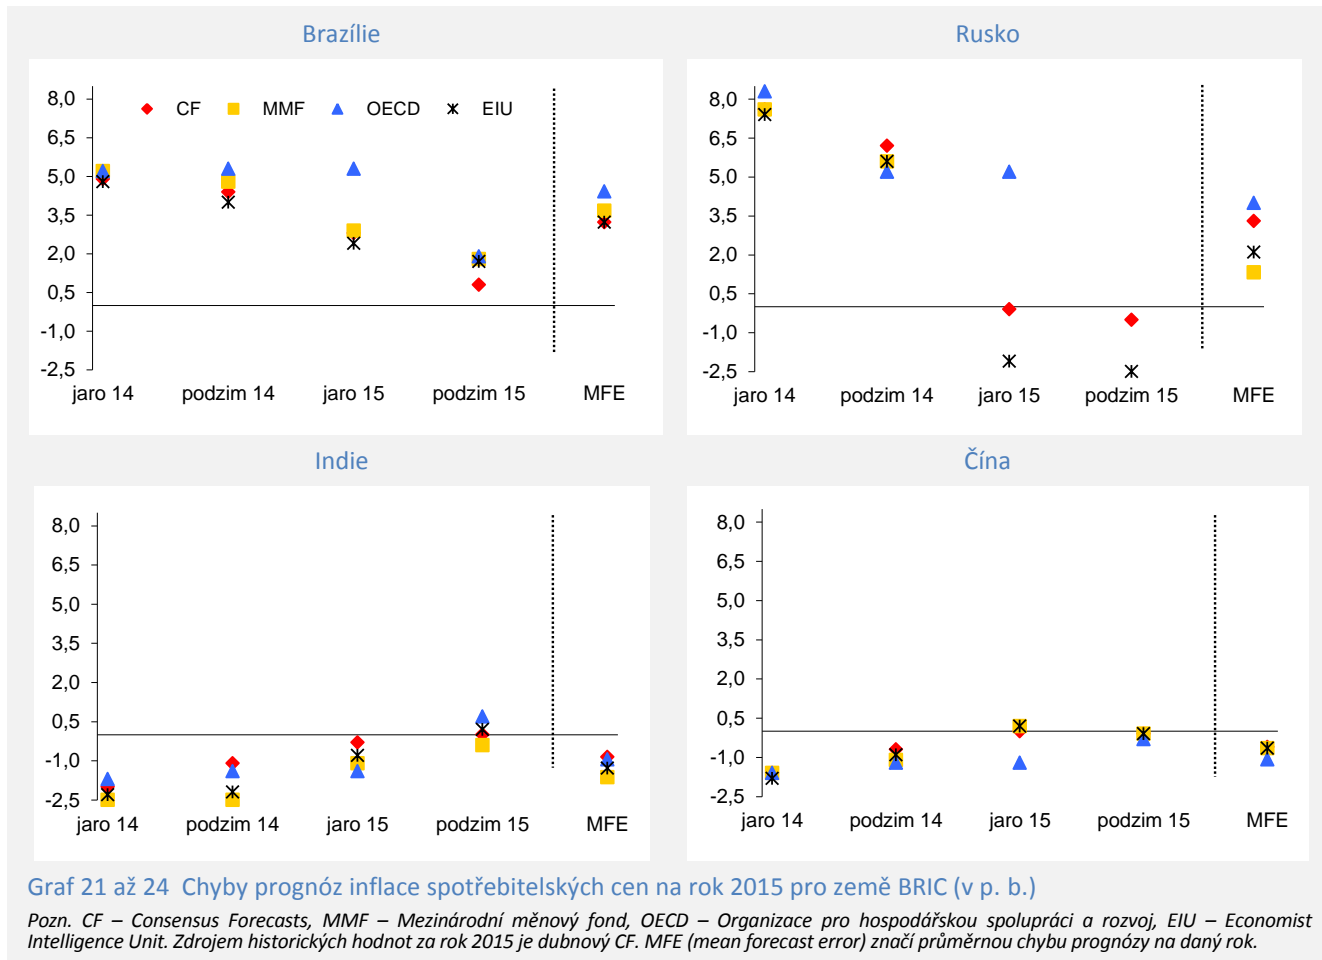 Brazílie
8,0
6,5
5,0
3,5
2,0
0,5
-1,0
-2,5
CF MMF OECD EIU
jaro 14 podzim 14 jaro 15 podzim 15 MFE
Rusko
8,0
6,5
5,0
3,5
2,0
0,5
-1,0
-2,5
jaro 14 podzim 14 jaro 15 podzim 15 MFE
Indie
8,0
6,5
5,0
3,5
2,0
0,5
-1,0
-2,5
jaro 14 podzim 14 jaro 15 podzim 15 MFE
Čína
8,0
6,5
5,0
3,5
2,0
0,5
-1,0
-2,5
jaro 14 podzim 14 jaro 15 podzim 15 MFE
Graf 21 až 24 Chyby prognóz inflace spotřebitelských cen na rok 2015 pro země BRIC (v p. b.)
Pozn. CF – Consensus Forecasts, MMF – Mezinárodní měnový fond, OECD – Organizace pro hospodářskou spolupráci a rozvoj, EIU – Economist
Intelligence Unit. Zdrojem historických hodnot za rok 2015 je dubnový CF. MFE (mean forecast error) značí průměrnou chybu prognózy na daný rok.